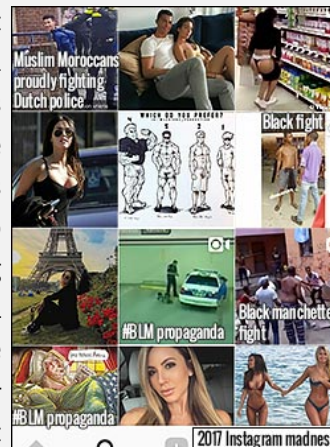 Muslim Moroccans
proudly fighting
Dutch police
WHICH DO YOU PREFER?
Black fight
#BLM propaganda
Black manchette
fight
#BLM propaganda
2017 Instagram madness